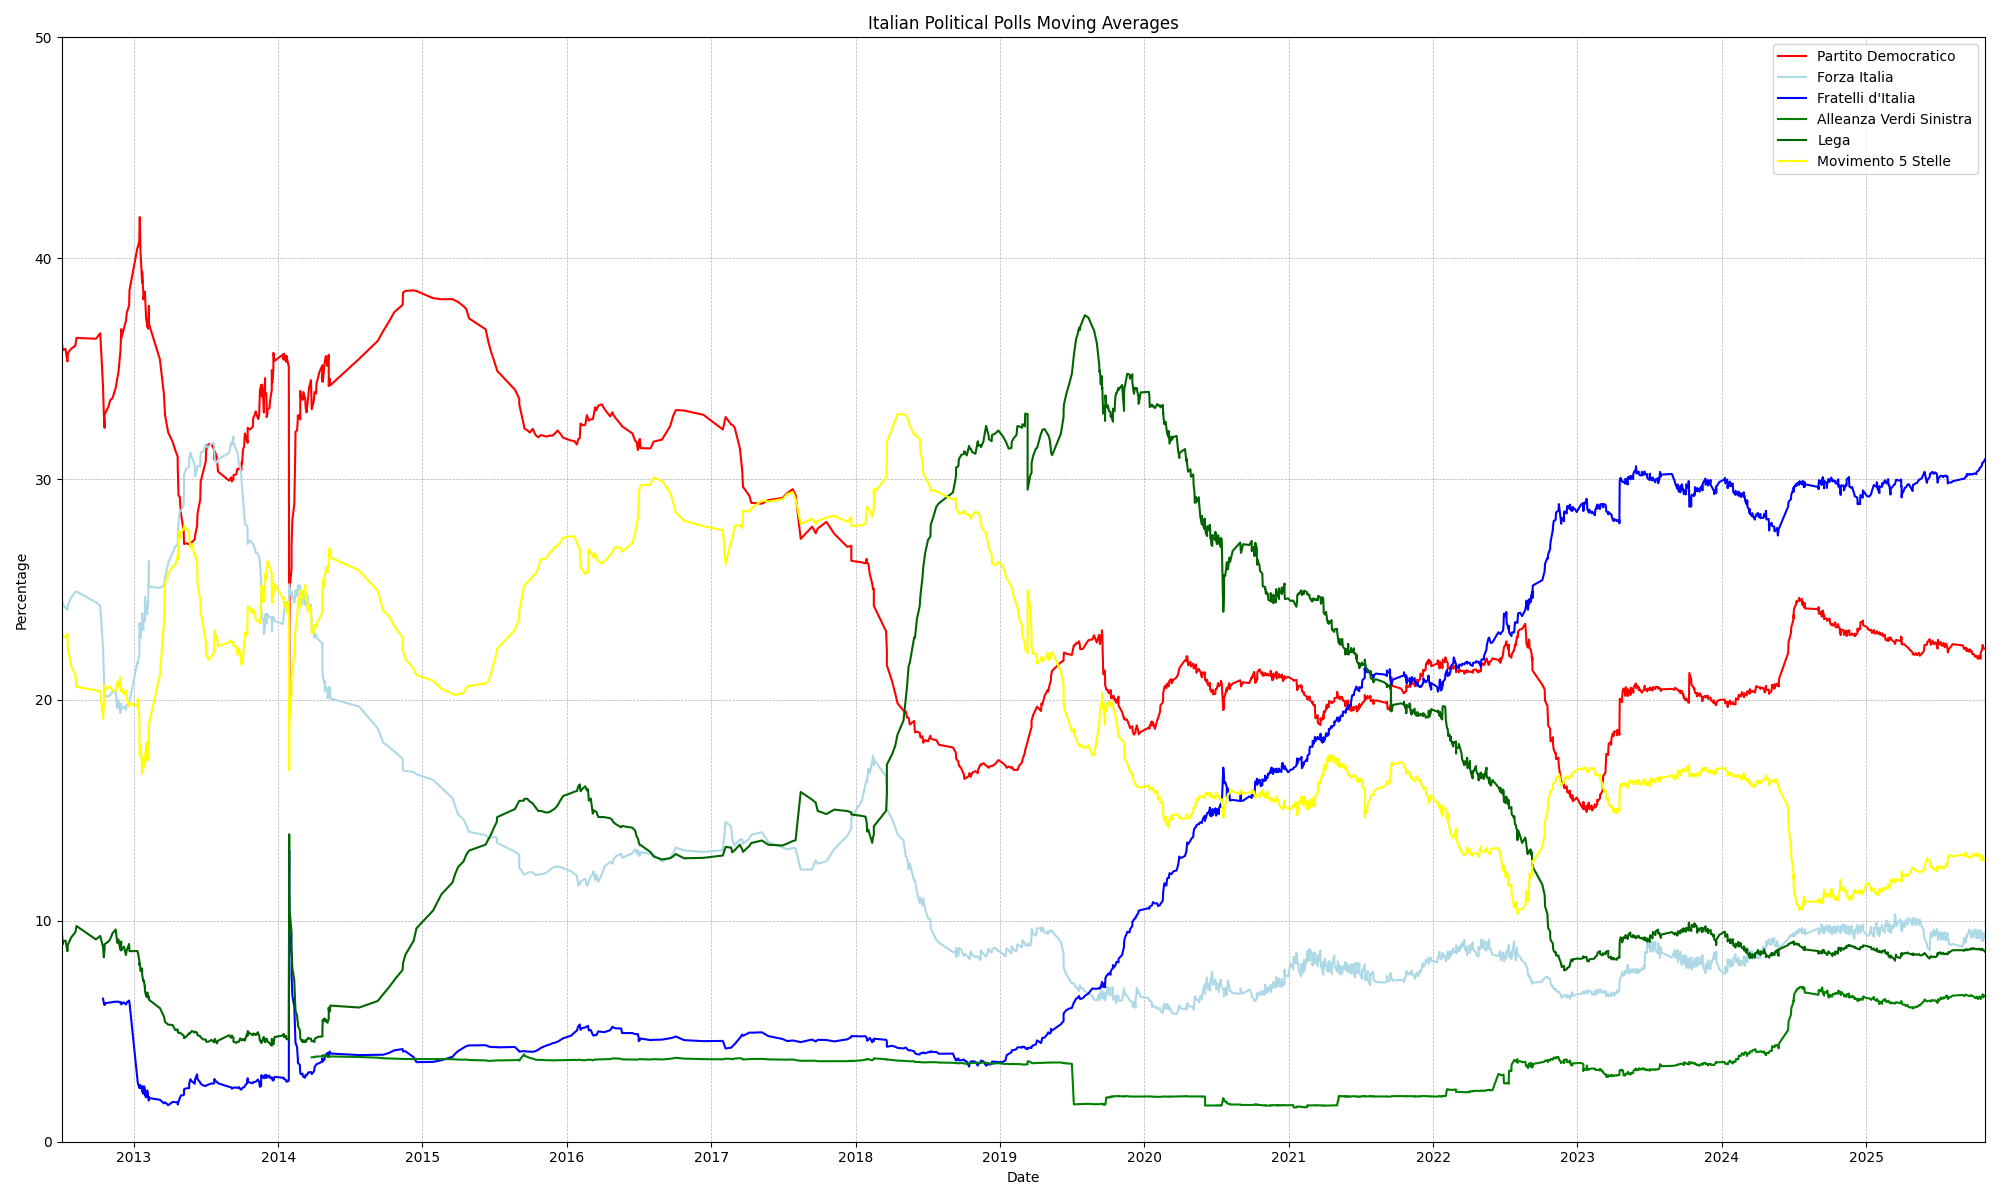 Italian Political Polls Moving Averages
50
40
30
20
10
0
Percentage
Partito Democratico
Forza Italia
Fratelli d'Italia
Alleanza Verdi Sinistra
Lega
Movimento 5 Stelle
2013 2014 2015 2016 2017 2018 2019 2020 2021 2022 2023 2024 2025
Date